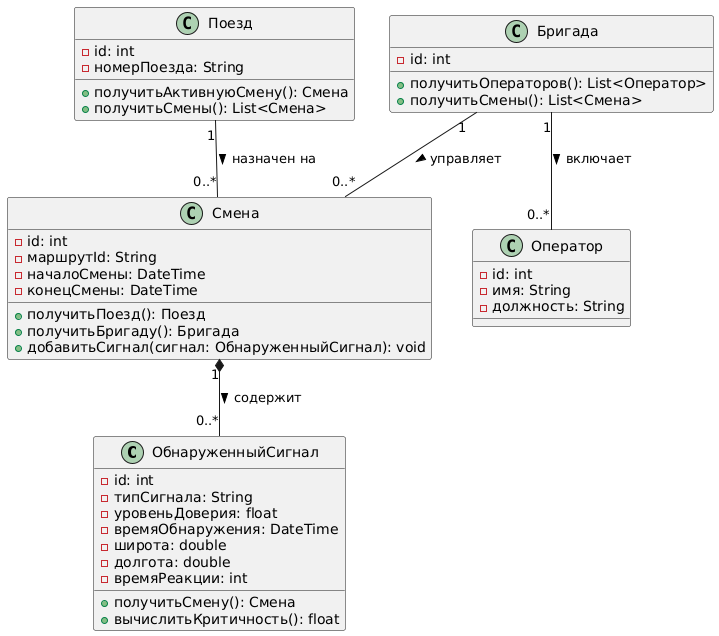 C Поезд
id: int
номерПоезда: String
получитьАктивнуюСмену(): Смена
получитьСмены(): List<Смена>
C Бригада
id: int
получитьОператоров(): List<Оператор>
получитьСмены(): List<Смена>
1
назначен на
0..*
1
управляет
0..*
1
включает
0..*
C Смена
id: int
маршрутId: String
началоСмены: DateTime
конецСмены: DateTime
получитьПоезд(): Поезд
получитьБригаду(): Бригада
добавитьСигнал(сигнал: ОбнаруженныйСигнал): void
C Оператор
id: int
имя: String
должность: String
1
содержит
0..*
C ОбнаруженныйСигнал
id: int
типСигнала: String
уровеньДоверия: float
времяОбнаружения: DateTime
широта: double
долгота: double
времяРеакции: int
получитьСмену(): Смена
вычислитьКритичность(): float